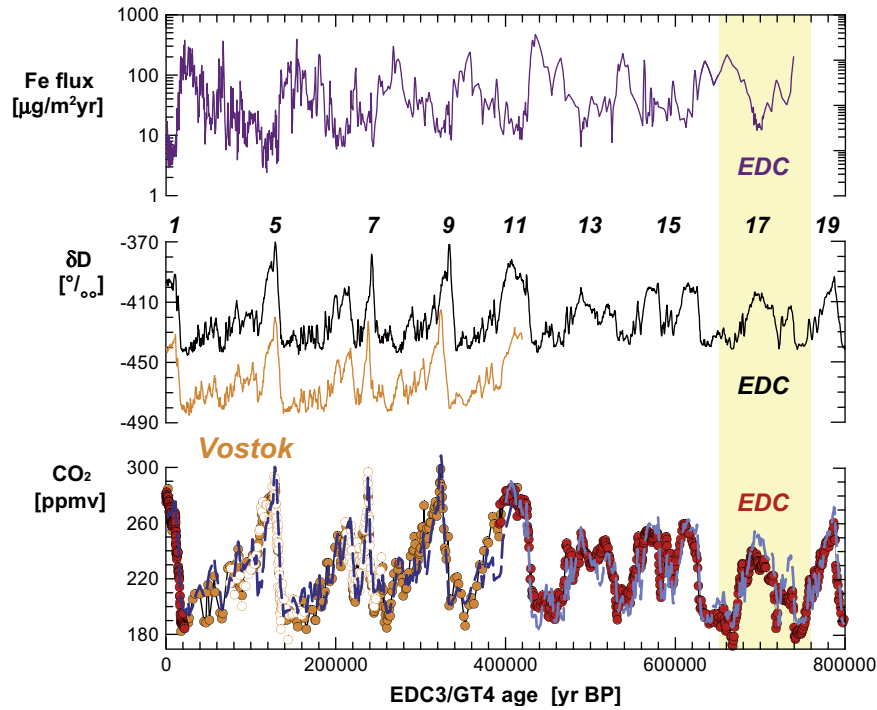 1000
100
10
1
Fe flux
[μg/m²yr]
EDC
1 5 7 9 11 13 15 17 19
-370
-410
-450
-490
δD
[°/oo]
EDC
Vostok
CO₂
[ppmv]
300
260
220
180
EDC
0 200000 400000 600000 800000
EDC3/GT4 age [yr BP]